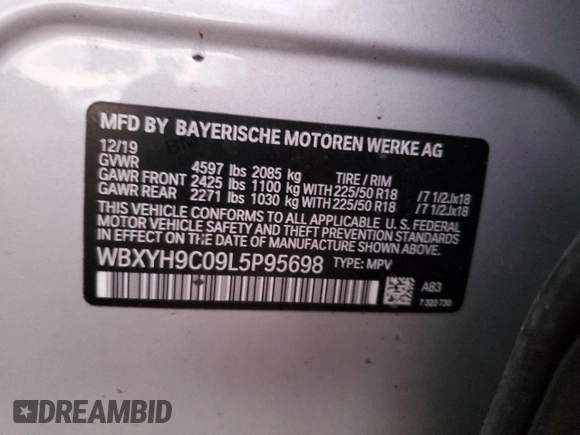 MFD BY BAYERISCHE MOTOREN WERKE AG
12/19
GVWR 4597 lbs 2085 kg TIRE / RIM
GAWR FRONT 2425 lbs 1100 kg WITH 225/50 R18 /7 1/2Jx18
GAWR REAR 2271 lbs 1030 kg WITH 225/50 R18 /7 1/2Jx18
THIS VEHICLE CONFORMS TO ALL APPLICABLE U.S. FEDERAL
MOTOR VEHICLE SAFETY AND THEFT PREVENTION STANDARDS
IN EFFECT ON THE DATE OF MANUFACTURE SHOWN ABOVE.
WBXYH9C09L5P95698 TYPE: MPV
A83
7 320 730
DREAMBID